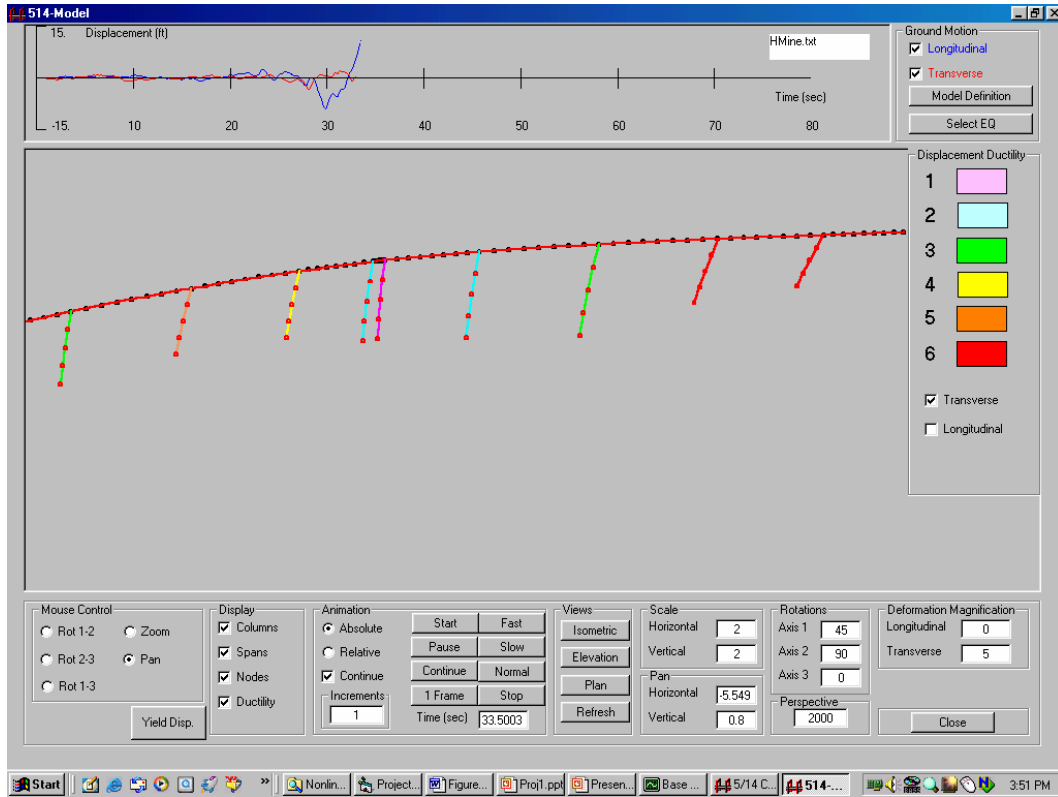 514-Model
15. Displacement (ft)
HMine.txt
Time (sec)
-15. 10 20 30 40 50 60 70 80
Ground Motion
Longitudinal
Transverse
Model Definition
Select EQ
Displacement Ductility
1
2
3
4
5
6
Transverse
Longitudinal
Mouse Control
Rot 1-2 Zoom
Rot 2-3 Pan
Rot 1-3
Yield Disp.
Display
Columns
Spans
Nodes
Ductility
Animation
Absolute
Relative
Continue
Increments
1
Start Fast
Pause Slow
Continue Normal
1 Frame Stop
Time (sec) 33.5003
Views
Isometric
Elevation
Plan
Refresh
Scale
Horizontal 2
Vertical 2
Pan
Horizontal -5.549
Vertical 0.8
Rotations
Axis 1 45
Axis 2 90
Axis 3 0
Perspective
2000
Deformation Magnification
Longitudinal 0
Transverse 5
Close
Start » Nonlin... Project... Figure... Proj1.ppt Presen... Base ... 5/14 C... 514-... 3:51 PM